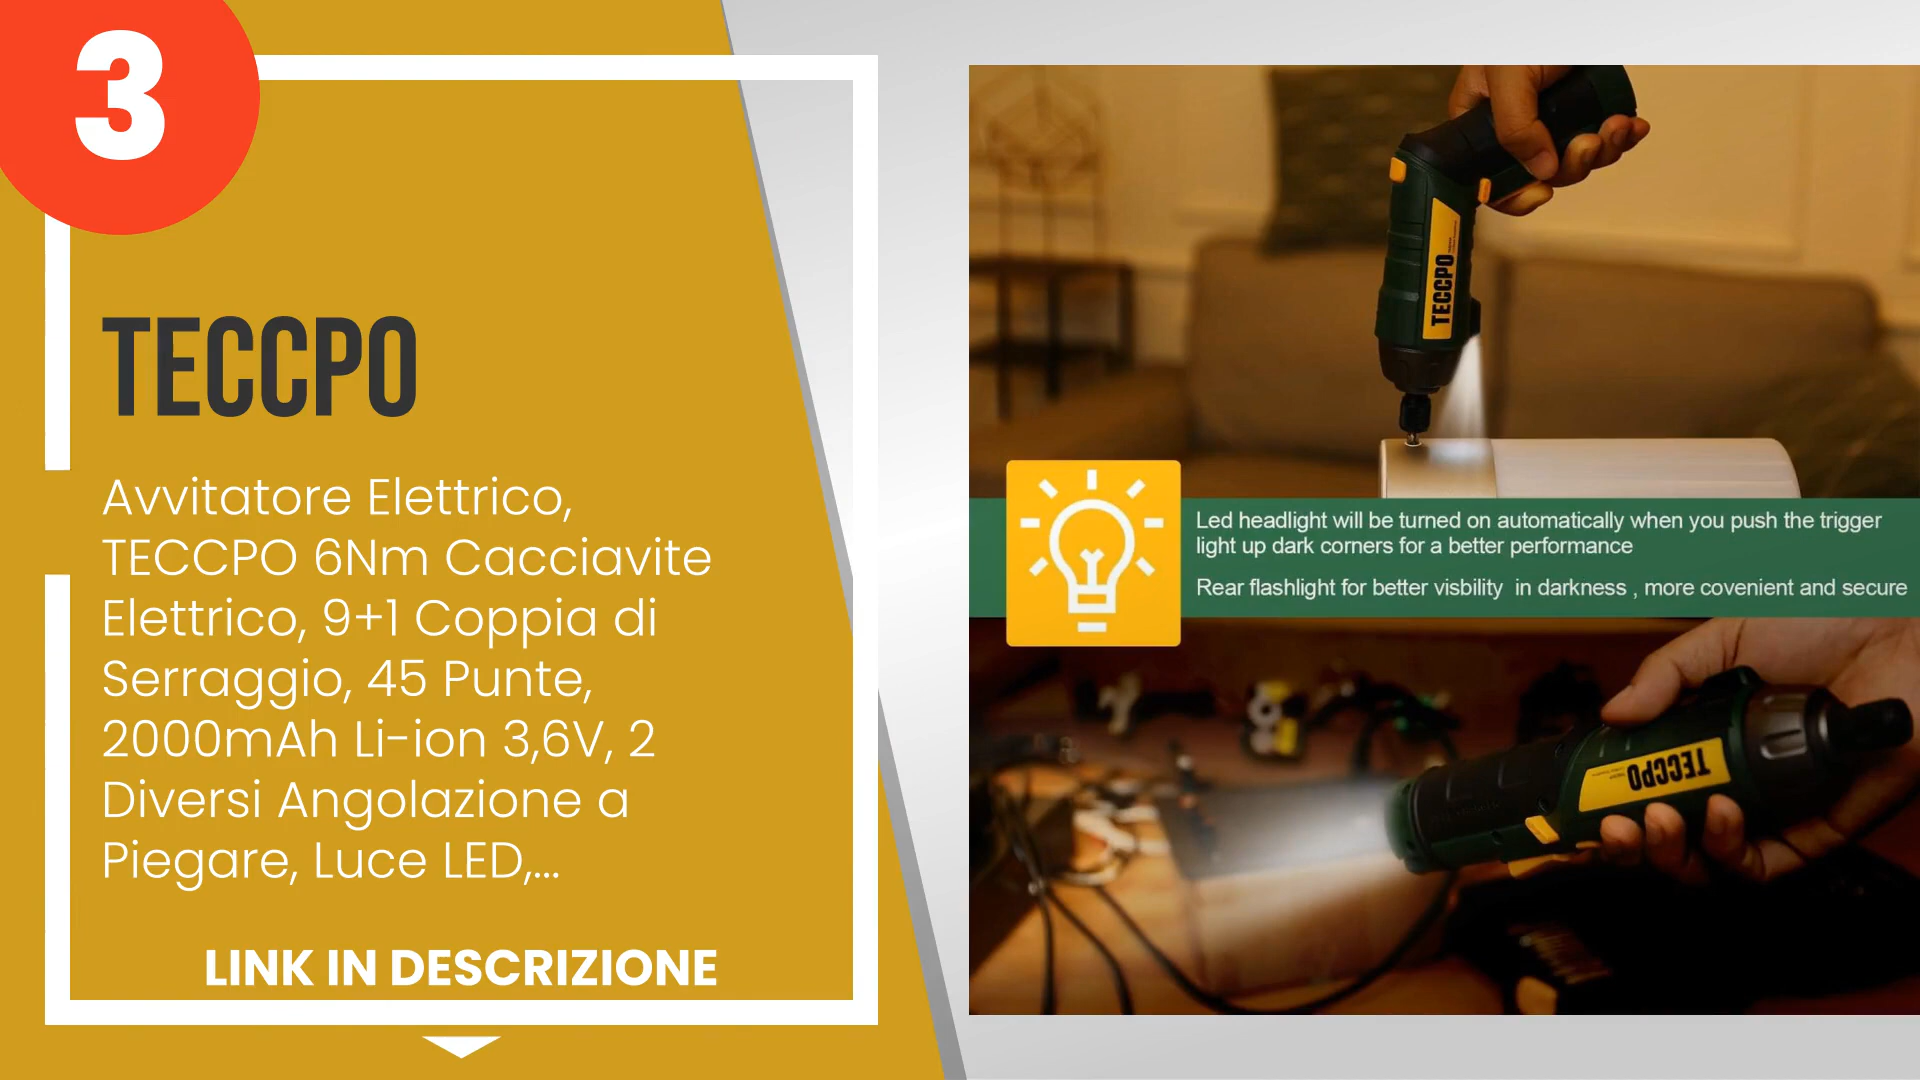 3
TECCPO
Avvitatore Elettrico,
TECCPO 6Nm Cacciavite
Elettrico, 9+1 Coppia di
Serraggio, 45 Punte,
2000mAh Li-ion 3,6V, 2
Diversi Angolazione a
Piegare, Luce LED,...
LINK IN DESCRIZIONE
TECCPO
Led headlight will be turned on automatically when you push the trigger
light up dark corners for a better performance
Rear flashlight for better visbility in darkness , more covenient and secure
TECCPO